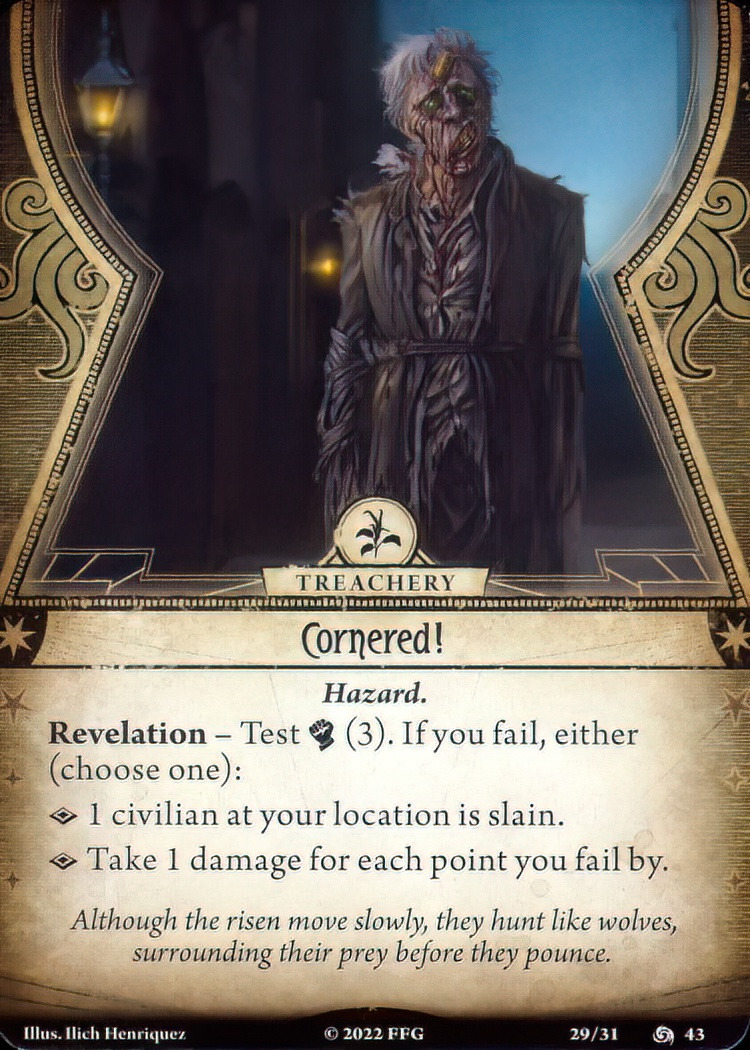 TREACHERY
Cornered!
Hazard.
Revelation – Test (3). If you fail, either
(choose one):
1 civilian at your location is slain.
Take 1 damage for each point you fail by.
Although the risen move slowly, they hunt like wolves,
surrounding their prey before they pounce.
Illus. Ilich Henriquez © 2022 FFG 29/31 43